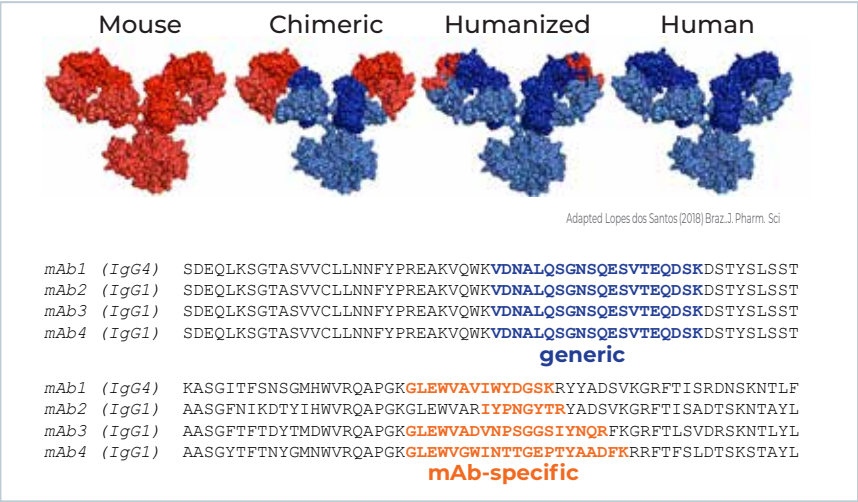 Mouse Chimeric Humanized Human
Adapted Lopes dos Santos (2018) Braz.J. Pharm. Sci
mAb1 (IgG4) SDEQLKSGTASVVCLLNNFYPREAKVQWKVDNALQSGNSQESVTEQDSKDSTYSLSST
mAb2 (IgG1) SDEQLKSGTASVVCLLNNFYPREAKVQWKVDNALQSGNSQESVTEQDSKDSTYSLSST
mAb3 (IgG1) SDEQLKSGTASVVCLLNNFYPREAKVQWKVDNALQSGNSQESVTEQDSKDSTYSLSST
mAb4 (IgG1) SDEQLKSGTASVVCLLNNFYPREAKVQWKVDNALQSGNSQESVTEQDSKDSTYSLSST
generic
mAb1 (IgG4) KASGITFSNSGMHWVRQAPGKGLEWVAVIWYDGSKRYYADSVKGRFTISRDNSKNTLF
mAb2 (IgG1) AASGFNIKDTYIHWVRQAPGKGLEWVARIYPNGYTRYADSVKGRFTISADTSKNTAYL
mAb3 (IgG1) AASGFTFTDYTMDWVRQAPGKGLEWVADVNPSGGSIYNQRFKGRFTLSVDRSKNTLYL
mAb4 (IgG1) AASGYTFTNYGMNWVRQAPGKGLEWVGWINTTGEPTYAADFKRRFTFSLDTSKSTAYL
mAb-specific